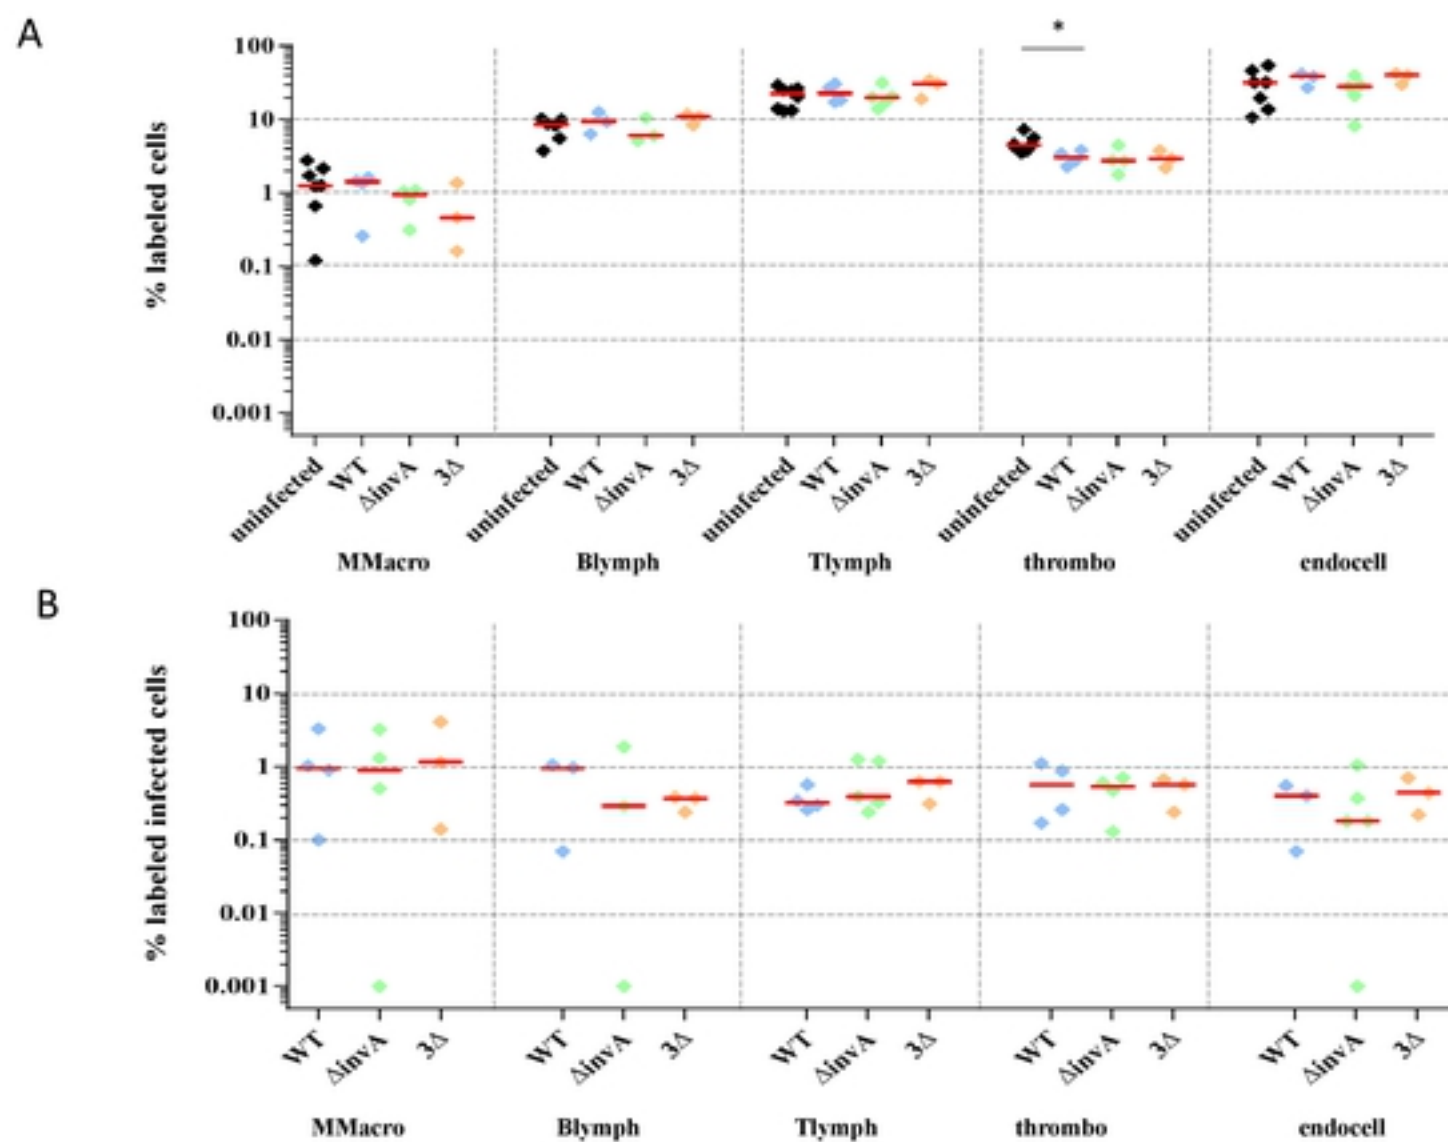 A
*
% labeled cells
100
10
1
0.1
0.01
0.001
uninfected WT ΔinvA 3Δ uninfected WT ΔinvA 3Δ uninfected WT ΔinvA 3Δ uninfected WT ΔinvA 3Δ uninfected WT ΔinvA 3Δ
MMacro Blymph Tlymph thrombo endocell
B
% labeled infected cells
100
10
1
0.1
0.01
0.001
WT ΔinvA 3Δ WT ΔinvA 3Δ WT ΔinvA 3Δ WT ΔinvA 3Δ WT ΔinvA 3Δ
MMacro Blymph Tlymph thrombo endocell